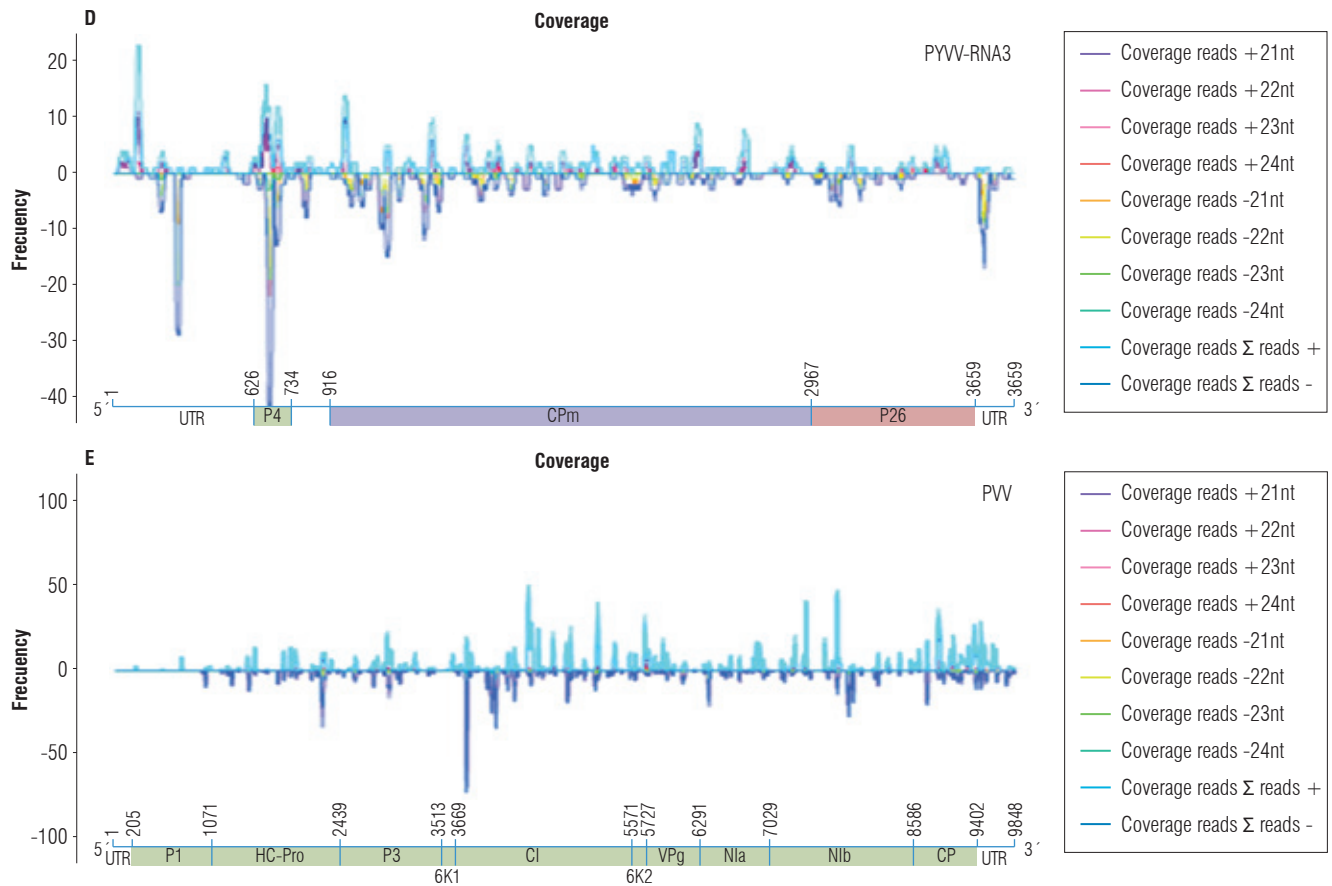 D
Coverage
PYVV-RNA3
Frecuency
20
10
0
-10
-20
-30
-40
1
626
734
916
2967
3659
3659
5´
UTR
P4
CPm
P26
UTR
3´
Coverage reads +21nt
Coverage reads +22nt
Coverage reads +23nt
Coverage reads +24nt
Coverage reads -21nt
Coverage reads -22nt
Coverage reads -23nt
Coverage reads -24nt
Coverage reads Σ reads +
Coverage reads Σ reads -
E
Coverage
PVV
Frecuency
100
50
0
-50
-100
1
205
1071
2439
3513
3669
5571
5727
6291
7029
8586
9402
9848
5´
UTR
P1
HC-Pro
P3
6K1
CI
6K2
VPg
NIa
NIb
CP
UTR
3´
Coverage reads +21nt
Coverage reads +22nt
Coverage reads +23nt
Coverage reads +24nt
Coverage reads -21nt
Coverage reads -22nt
Coverage reads -23nt
Coverage reads -24nt
Coverage reads Σ reads +
Coverage reads Σ reads -